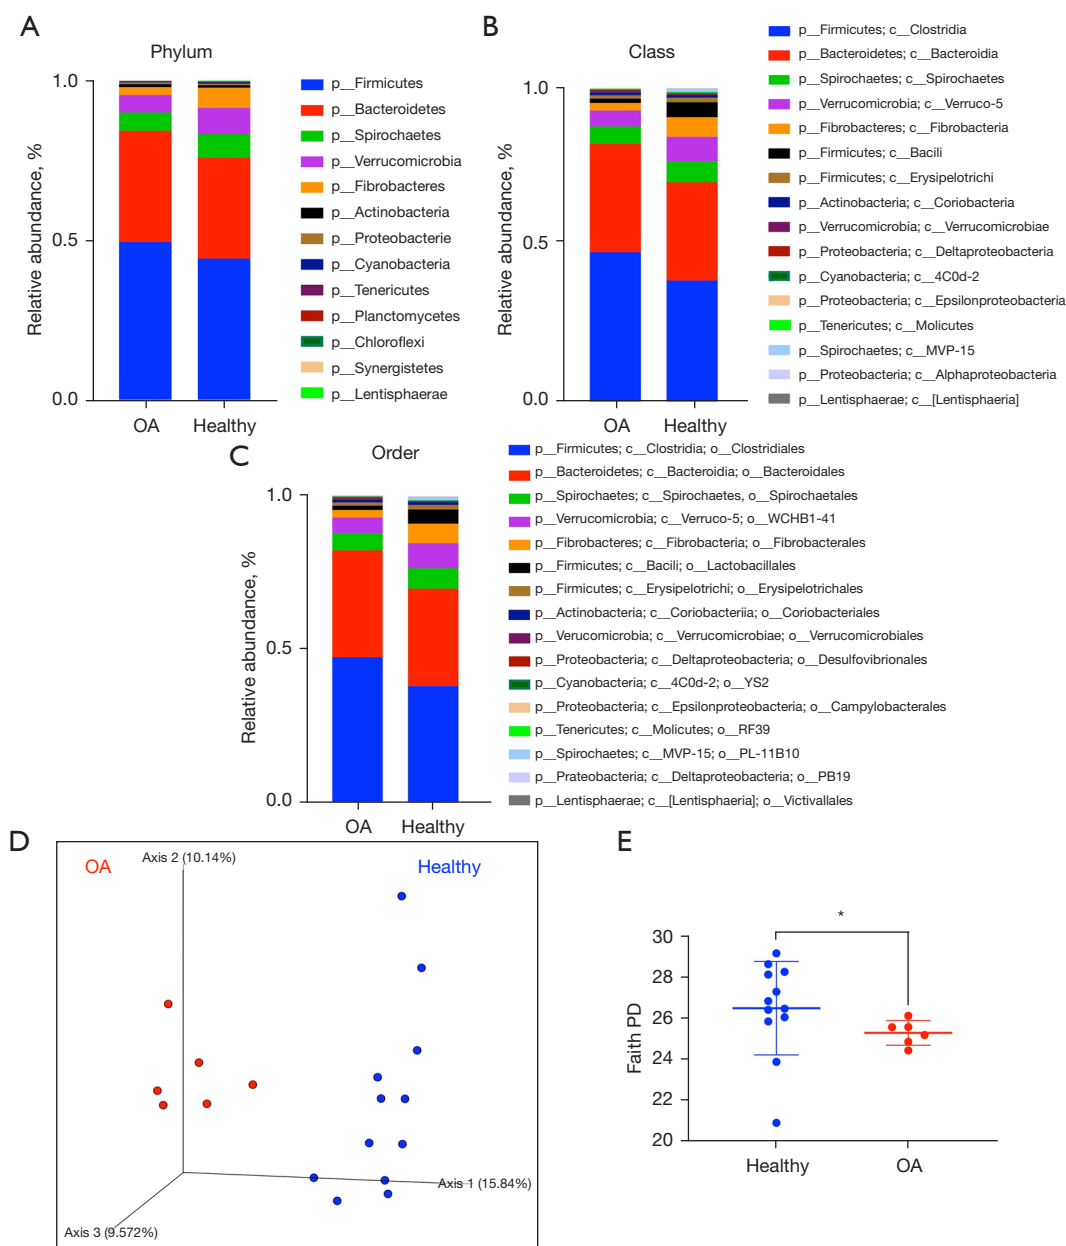 A
Phylum
Relative abundance, %
1.0
0.5
0.0
OA
Healthy
p__Firmicutes
p__Bacteroidetes
p__Spirochaetes
p__Verrucomicrobia
p__Fibrobacteres
p__Actinobacteria
p__Proteobacterie
p__Cyanobacteria
p__Tenericutes
p__Planctomycetes
p__Chloroflexi
p__Synergistetes
p__Lentisphaerae
B
Class
Relative abundance, %
1.0
0.5
0.0
OA
Healthy
p__Firmicutes; c__Clostridia
p__Bacteroidetes; c__Bacteroidia
p__Spirochaetes; c__Spirochaetes
p__Verrucomicrobia; c__Verruco-5
p__Fibrobacteres; c__Fibrobacteria
p__Firmicutes; c__Bacili
p__Firmicutes; c__Erysipelotrichi
p__Actinobacteria; c__Coriobacteria
p__Verrucomicrobia; c__Verrucomicrobiae
p__Proteobacteria; c__Deltaproteobacteria
p__Cyanobacteria; c__4C0d-2
p__Proteobacteria; c__Epsilonproteobacteria
p__Tenericutes; c__Molicutes
p__Spirochaetes; c__MVP-15
p__Proteobacteria; c__Alphaproteobacteria
p__Lentisphaerae; c__[Lentisphaeria]
C
Order
Relative abundance, %
1.0
0.5
0.0
OA
Healthy
p__Firmicutes; c__Clostridia; o__Clostridiales
p__Bacteroidetes; c__Bacteroidia; o__Bacteroidales
p__Spirochaetes; c__Spirochaetes, o__Spirochaetales
p__Verrucomicrobia; c__Verruco-5; o__WCHB1-41
p__Fibrobacteres; c__Fibrobacteria; o__Fibrobacterales
p__Firmicutes; c__Bacili; o__Lactobacillales
p__Firmicutes; c__Erysipelotrichi; o__Erysipelotrichales
p__Actinobacteria; c__Coriobacteriia; o__Coriobacteriales
p__Verucomicrobia; c__Verrucomicrobiae; o__Verrucomicrobiales
p__Proteobacteria; c__Deltaproteobacteria; o__Desulfovibrionales
p__Cyanobacteria; c__4C0d-2; o__YS2
p__Proteobacteria; c__Epsilonproteobacteria; o__Campylobacterales
p__Tenericutes; c__Molicutes; o__RF39
p__Spirochaetes; c__MVP-15; o__PL-11B10
p__Prateobacteria; c__Deltaproteobacteria; o__PB19
p__Lentisphaerae; c__[Lentisphaeria]; o__Victivallales
D
OA
Healthy
Axis 2 (10.14%)
Axis 1 (15.84%)
Axis 3 (9.572%)
E
*
Faith PD
30
28
26
24
22
20
Healthy
OA